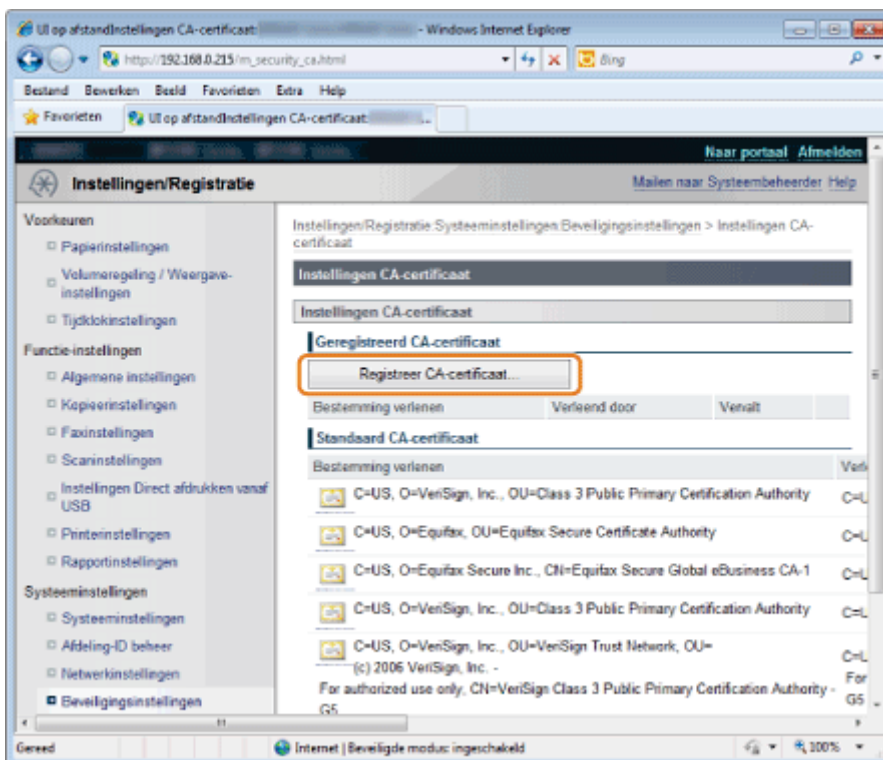 UI op afstandInstellingen CA-certificaat: - Windows Internet Explorer
http://192.168.0.215/m_security_ca.html
Bing
Bestand Bewerken Beeld Favorieten Extra Help
Favorieten UI op afstandInstellingen CA-certificaat: ...
Naar portaal Afmelden
Instellingen/Registratie
Mailen naar Systeembeheerder Help
Voorkeuren
Papierinstellingen
Volumeregeling / Weergave-
instellingen
Tijdklokinstellingen
Functie-instellingen
Algemene instellingen
Kopieerinstellingen
Faxinstellingen
Scaninstellingen
Instellingen Direct afdrukken vanaf
USB
Printerinstellingen
Rapportinstellingen
Systeeminstellingen
Systeeminstellingen
Afdeling-ID beheer
Netwerkinstellingen
Beveiligingsinstellingen
Instellingen/Registratie:Systeeminstellingen:Beveiligingsinstellingen > Instellingen CA-
certificaat
Instellingen CA-certificaat
Instellingen CA-certificaat
Geregistreerd CA-certificaat
Registreer CA-certificaat...
Bestemming verlenen Verleend door Vervalt
Standaard CA-certificaat
Bestemming verlenen Verl
C=US, O=VeriSign, Inc., OU=Class 3 Public Primary Certification Authority C=U
C=US, O=Equifax, OU=Equifax Secure Certificate Authority C=U
C=US, O=Equifax Secure Inc., CN=Equifax Secure Global eBusiness CA-1 C=U
C=US, O=VeriSign, Inc., OU=Class 3 Public Primary Certification Authority C=U
C=US, O=VeriSign, Inc., OU=VeriSign Trust Network, OU= C=U
(c) 2006 VeriSign, Inc. - For
For authorized use only, CN=VeriSign Class 3 Public Primary Certification Authority - G5
G5
Gereed Internet | Beveiligde modus: ingeschakeld 100%